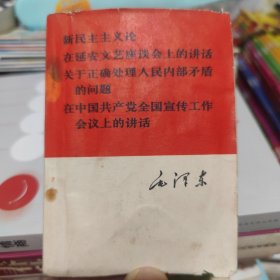 新民主主义论
在延安文艺座谈会上的讲话
关于正确处理人民内部矛盾
的问题
在中国共产党全国宣传工作
会议上的讲话
毛泽东